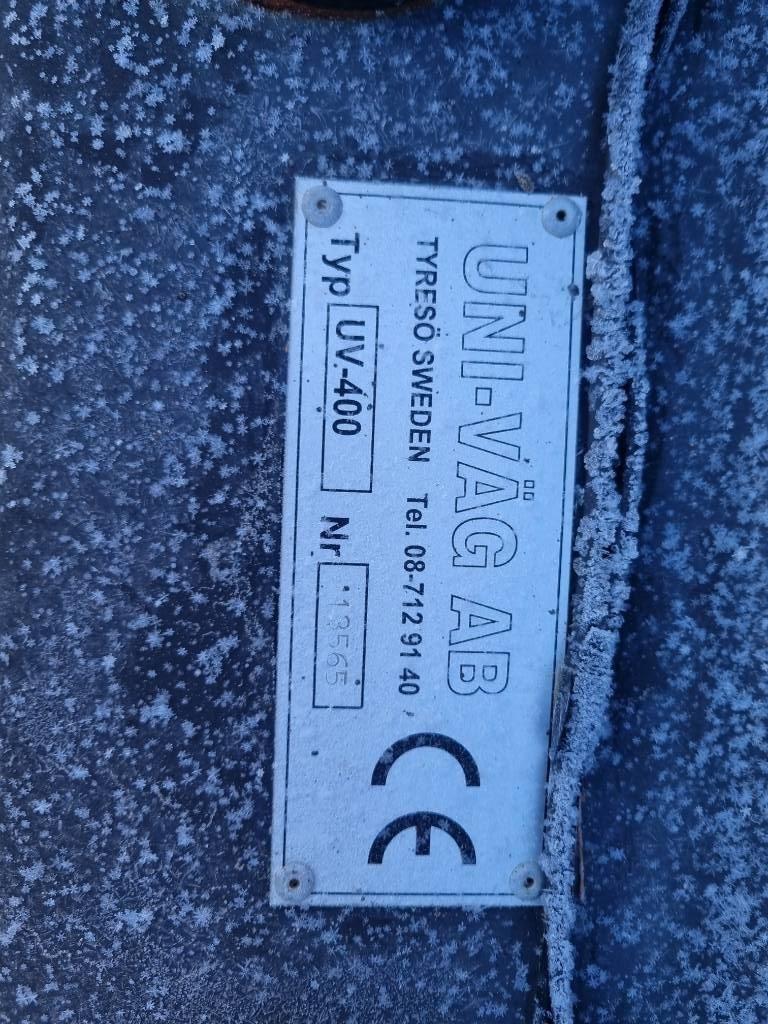 UNI-VÄG AB
TYRESÖ SWEDEN Tel. 08-712 91 40
Typ UV-400 Nr 13565
CE